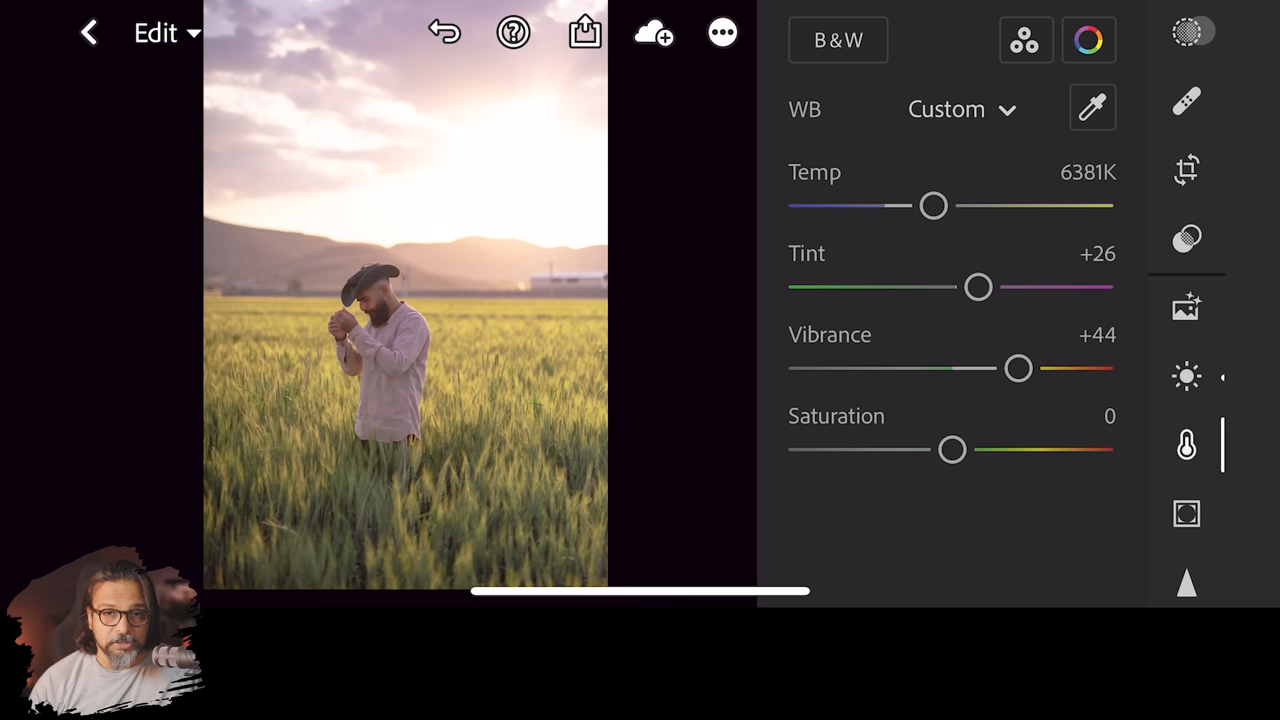 Edit
B&W
WB Custom
Temp 6381K
Tint +26
Vibrance +44
Saturation 0